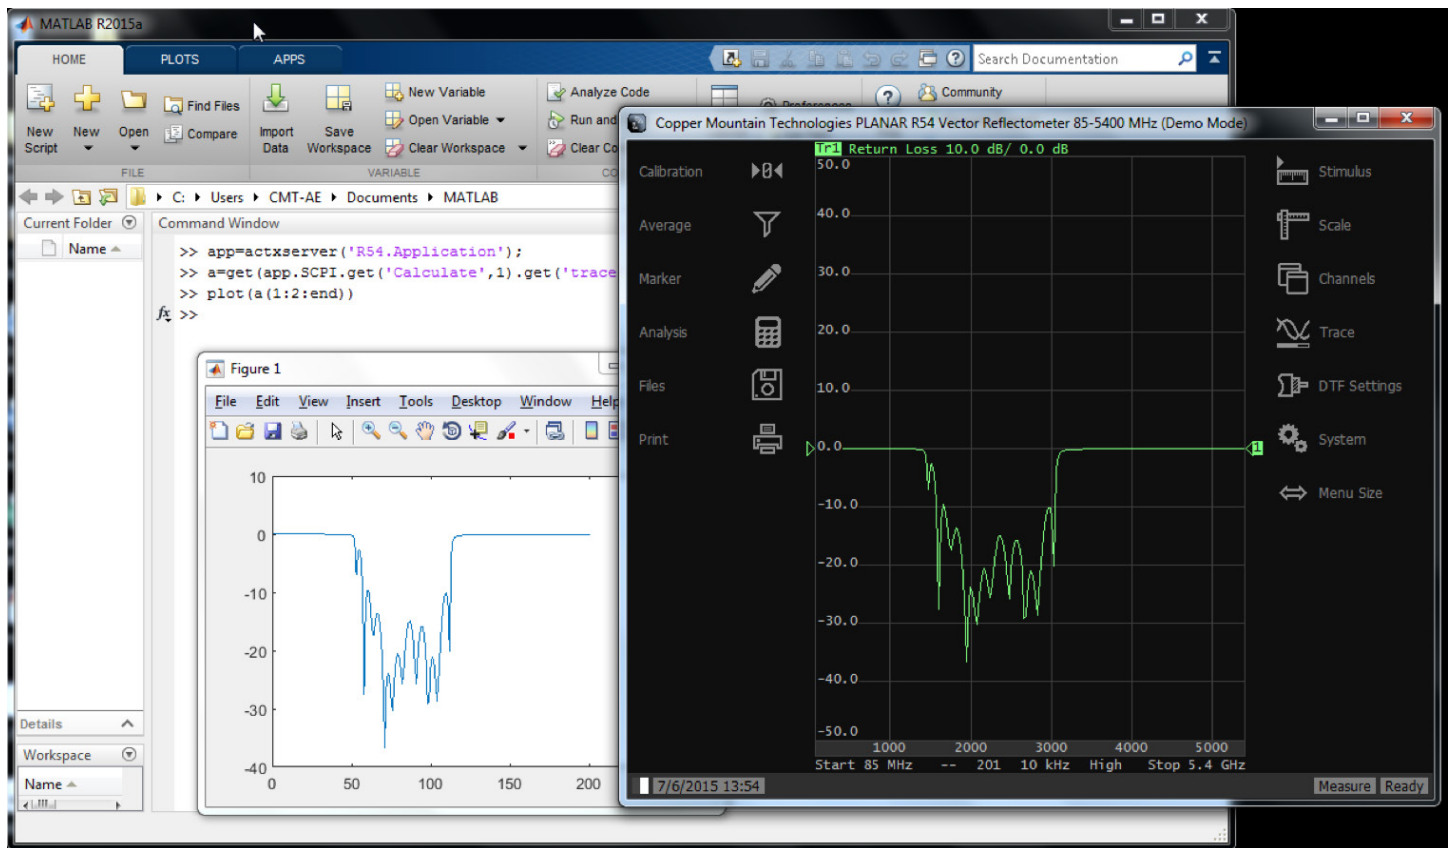 MATLAB R2015a
HOME PLOTS APPS
Search Documentation
New Script
New
Open
Find Files
Compare
Import Data
Save Workspace
New Variable
Open Variable
Clear Workspace
Analyze Code
Run and
Clear Co
Community
FILE VARIABLE CO
C: Users CMT-AE Documents MATLAB
Current Folder
Name
Command Window
>> app=actxserver('R54.Application');
>> a=get(app.SCPI.get('Calculate',1).get('trace
>> plot(a(1:2:end))
fx >>
Details
Workspace
Name
Figure 1
File Edit View Insert Tools Desktop Window Help
10
0
-10
-20
-30
-40
0 50 100 150 200
Copper Mountain Technologies PLANAR R54 Vector Reflectometer 85-5400 MHz (Demo Mode)
Tr1 Return Loss 10.0 dB/ 0.0 dB
Calibration
Average
Marker
Analysis
Files
Print
50.0
40.0
30.0
20.0
10.0
0.0
-10.0
-20.0
-30.0
-40.0
-50.0
1
1000 2000 3000 4000 5000
Start 85 MHz -- 201 10 kHz High Stop 5.4 GHz
Stimulus
Scale
Channels
Trace
DTF Settings
System
Menu Size
7/6/2015 13:54
Measure Ready